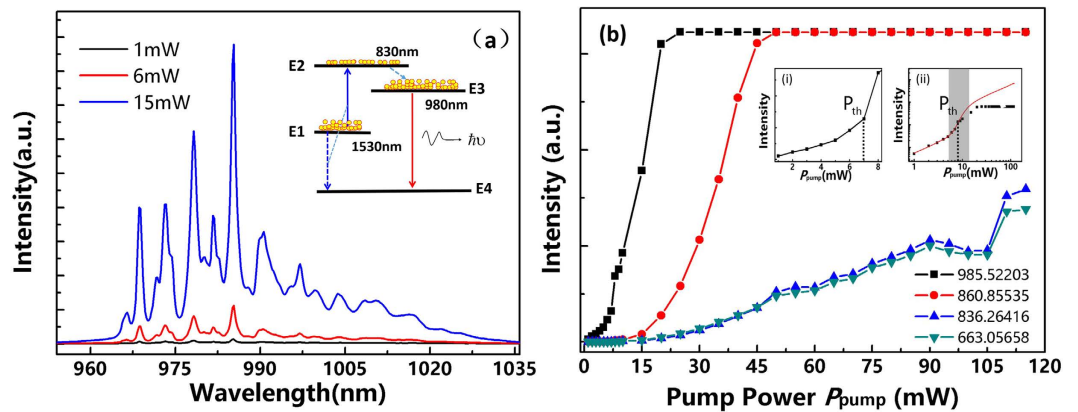 (a)
1mW
6mW
15mW
830nm
E2
E3
980nm
E1
1530nm
ℏυ
E4
Intensity(a.u.)
960 975 990 1005 1020 1035
Wavelength(nm)
(b)
(i)
(ii)
Pth
Pth
Intensity
Intensity
2 4 6 8
1 10 100
Ppump(mW)
Ppump(mW)
985.52203
860.85535
836.26416
663.05658
Intensity (a.u.)
0 15 30 45 60 75 90 105 120
Pump Power Ppump (mW)